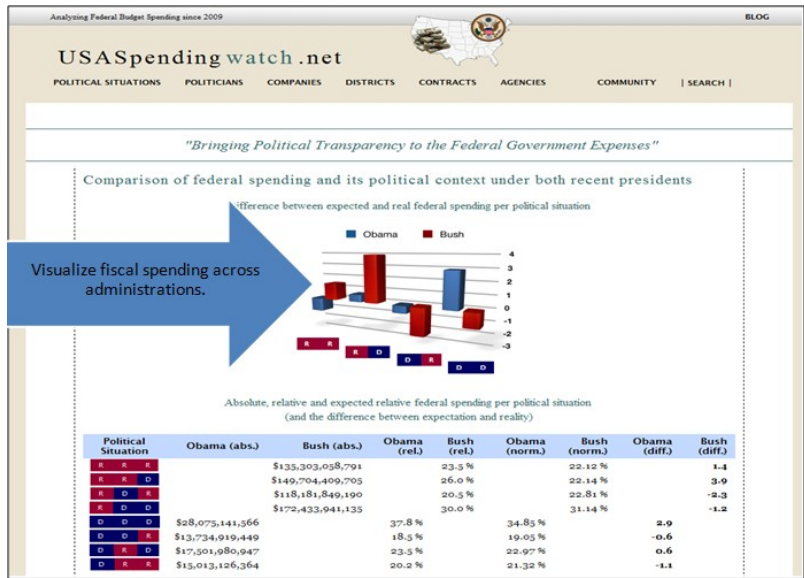 Analyzing Federal Budget Spending since 2009 BLOG
USASpending watch .net
POLITICAL SITUATIONS POLITICIANS COMPANIES DISTRICTS CONTRACTS AGENCIES COMMUNITY | SEARCH |
"Bringing Political Transparency to the Federal Government Expenses"
Comparison of federal spending and its political context under both recent presidents
ifference between expected and real federal spending per political situation
Obama Bush
Visualize fiscal spending across
administrations.
4
3
2
1
0
-1
-2
-3
R R
R D
D R
D D
Absolute, relative and expected relative federal spending per political situation
(and the difference between expectation and reality)
Political Situation Obama (abs.) Bush (abs.) Obama (rel.) Bush (rel.) Obama (norm.) Bush (norm.) Obama (diff.) Bush (diff.)
R R R $135,303,058,791 23.5 % 22.12 % 1.4
R R D $149,704,409,705 26.0 % 22.14 % 3.9
R D R $118,181,849,190 20.5 % 22.81 % -2.3
R D D $172,433,941,135 30.0 % 31.14 % -1.2
D D D $28,075,141,566 37.8 % 34.85 % 2.9
D D R $13,734,919,449 18.5 % 19.05 % -0.6
D R D $17,501,980,947 23.5 % 22.97 % 0.6
D R R $15,013,126,364 20.2 % 21.32 % -1.1